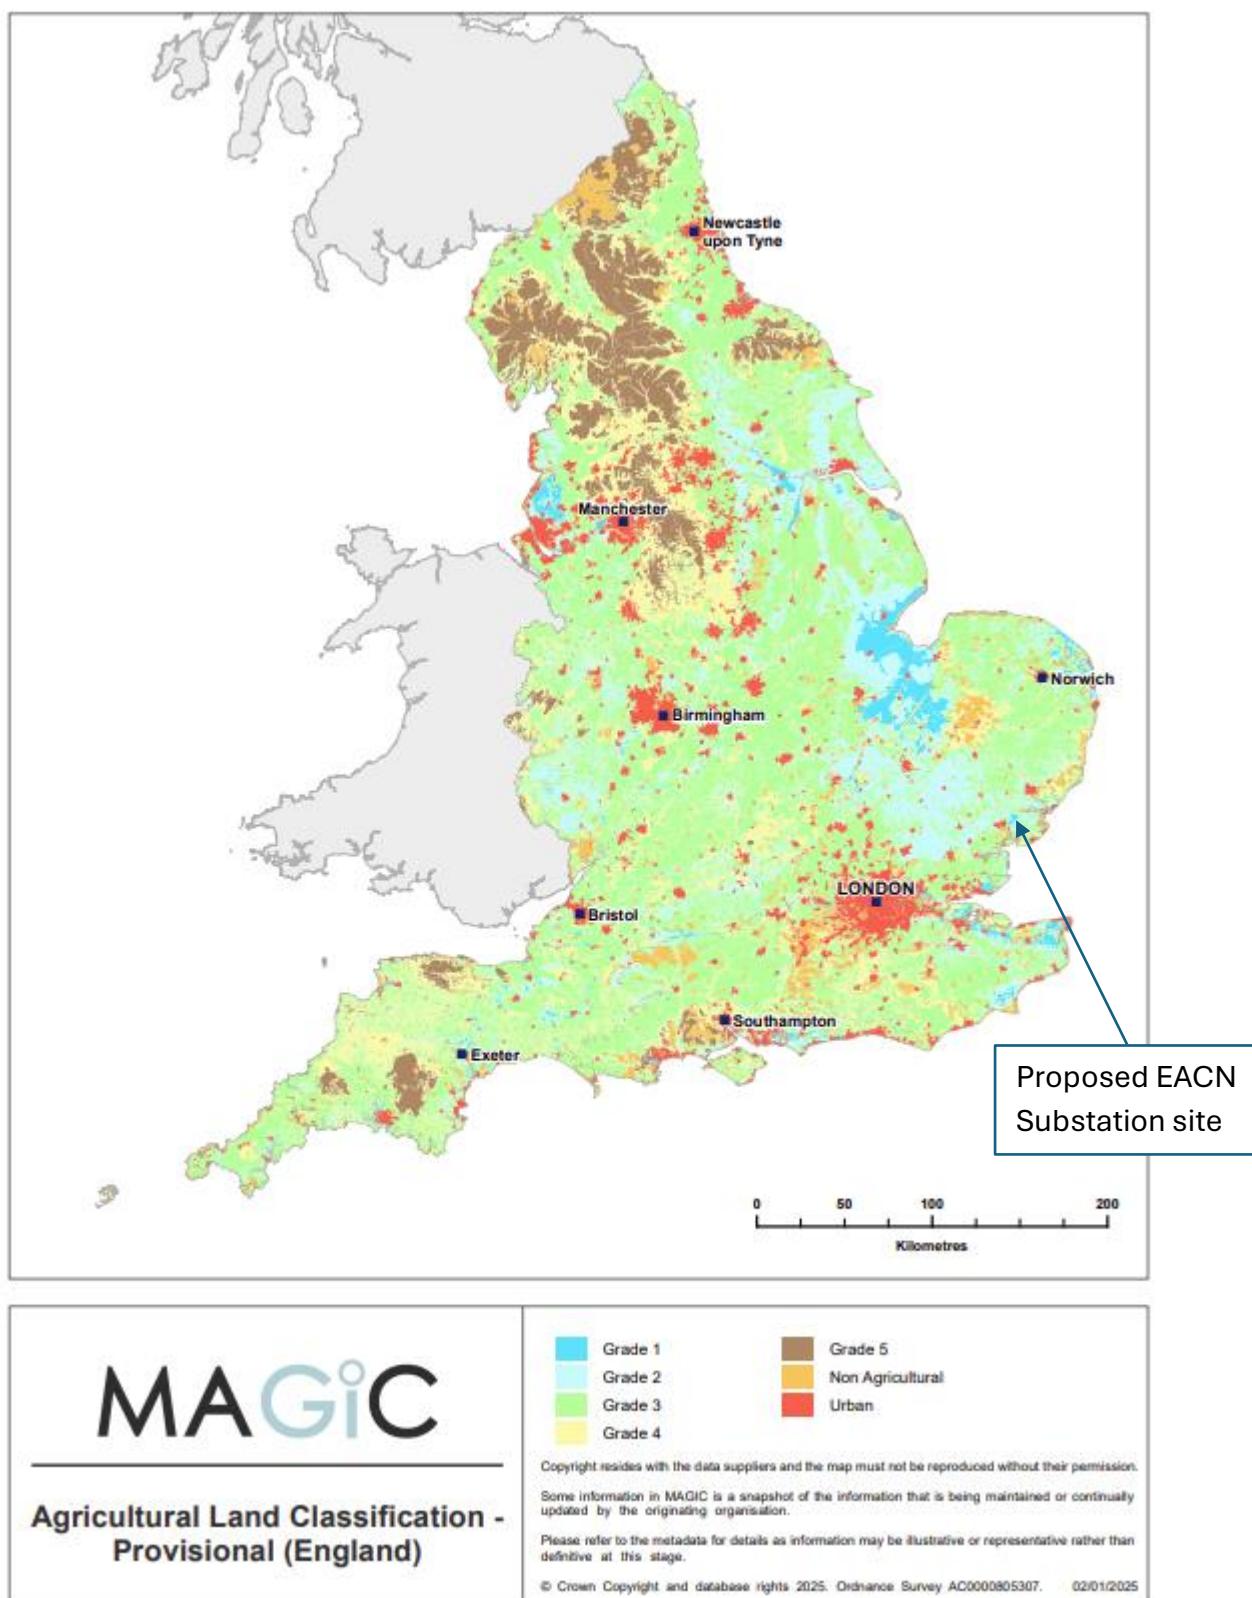 Newcastle
upon Tyne
Manchester
Norwich
Birmingham
LONDON
Bristol
Southampton
Exeter
Proposed EACN
Substation site
0 50 100 200
Kilometres
MAGiC
Agricultural Land Classification -
Provisional (England)
Grade 1
Grade 2
Grade 3
Grade 4
Grade 5
Non Agricultural
Urban
Copyright resides with the data suppliers and the map must not be reproduced without their permission.
Some information in MAGIC is a snapshot of the information that is being maintained or continually
updated by the originating organisation.
Please refer to the metadata for details as information may be illustrative or representative rather than
definitive at this stage.
© Crown Copyright and database rights 2025. Ordnance Survey AC0000805307. 02/01/2025